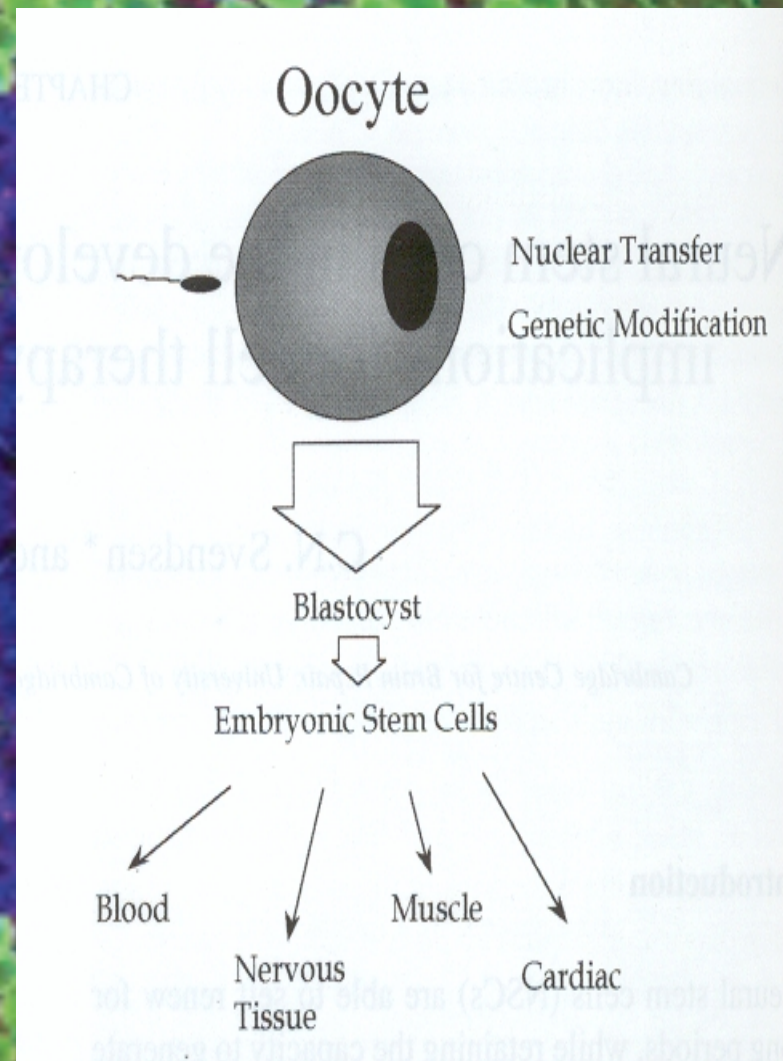 Oocyte
Nuclear Transfer
Genetic Modification
Blastocyst
Embryonic Stem Cells
Blood
Muscle
Nervous
Tissue
Cardiac